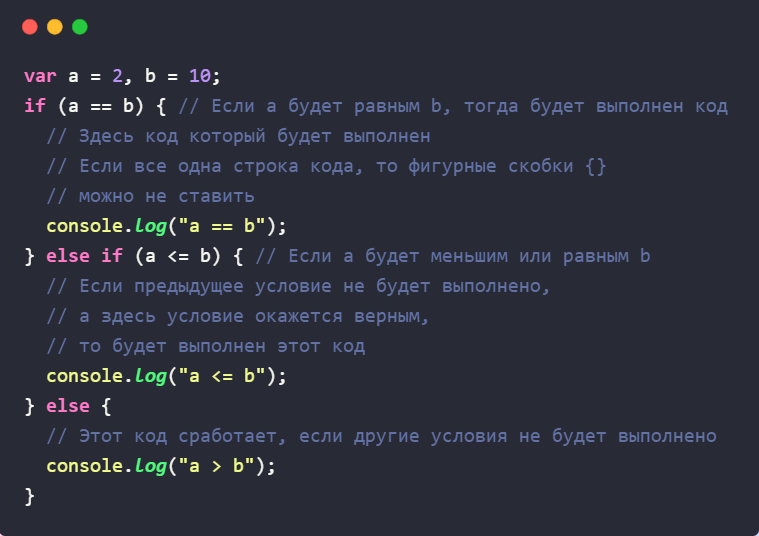 var a = 2, b = 10;
if (a == b) { // Если a будет равным b, тогда будет выполнен код
  // Здесь код который будет выполнен
  // Если все одна строка кода, то фигурные скобки {}
  // можно не ставить
  console.log("a == b");
} else if (a <= b) { // Если a будет меньшим или равным b
  // Если предыдущее условие не будет выполнено,
  // а здесь условие окажется верным,
  // то будет выполнен этот код
  console.log("a <= b");
} else {
  // Этот код сработает, если другие условия не будет выполнено
  console.log("a > b");
}